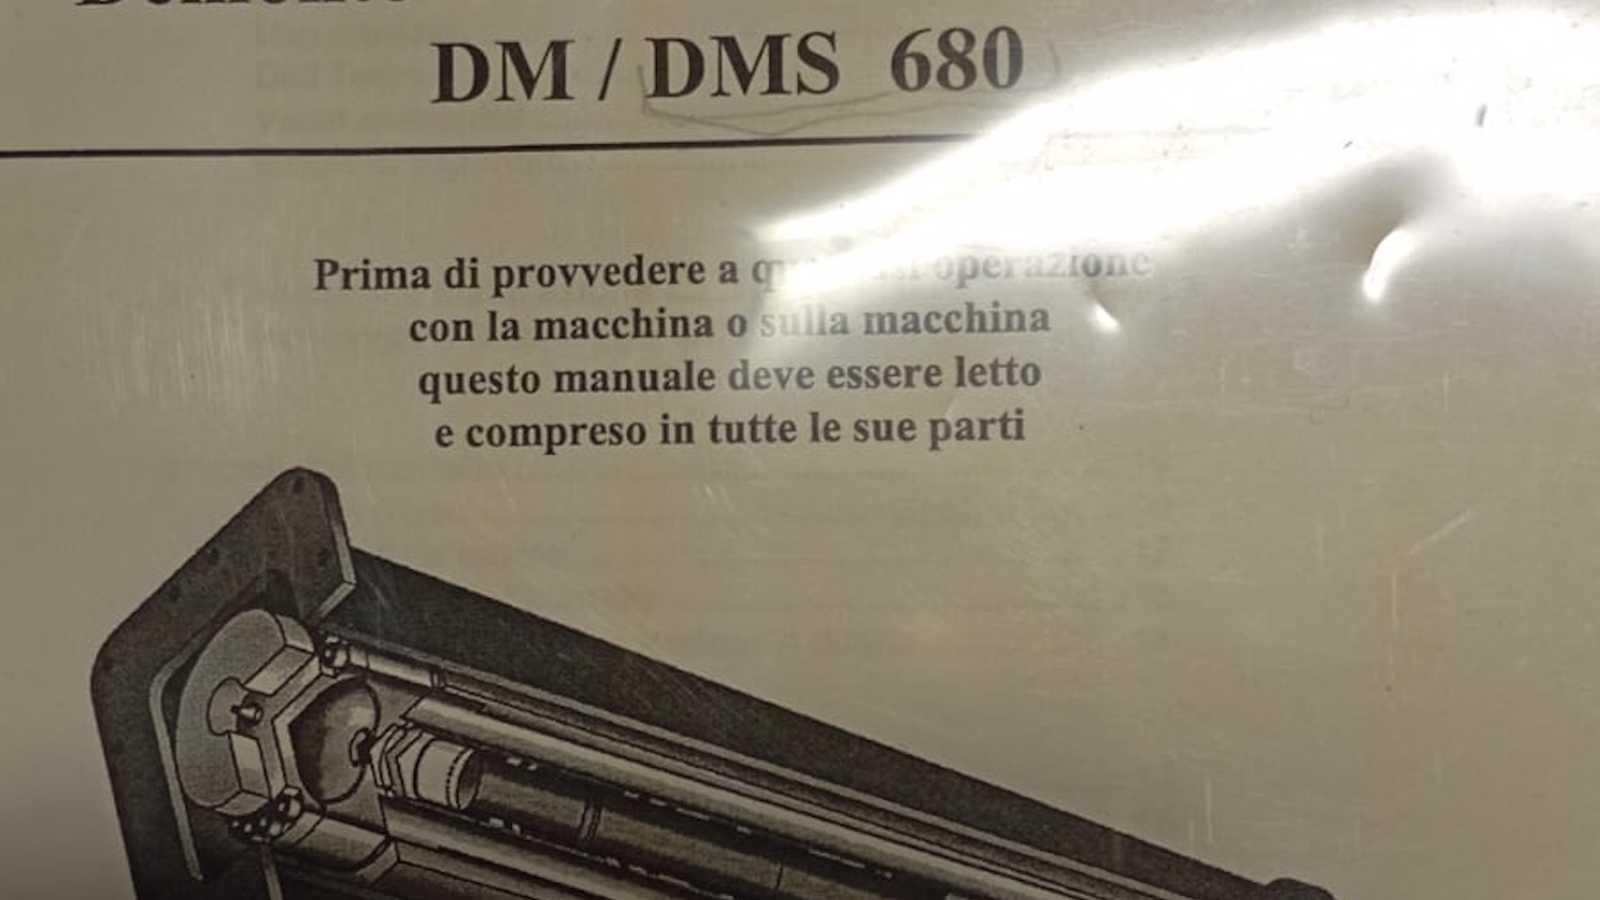 DM / DMS 680
Prima di provvedere a operazione
con la macchina o sulla macchina
questo manuale deve essere letto
e compreso in tutte le sue parti